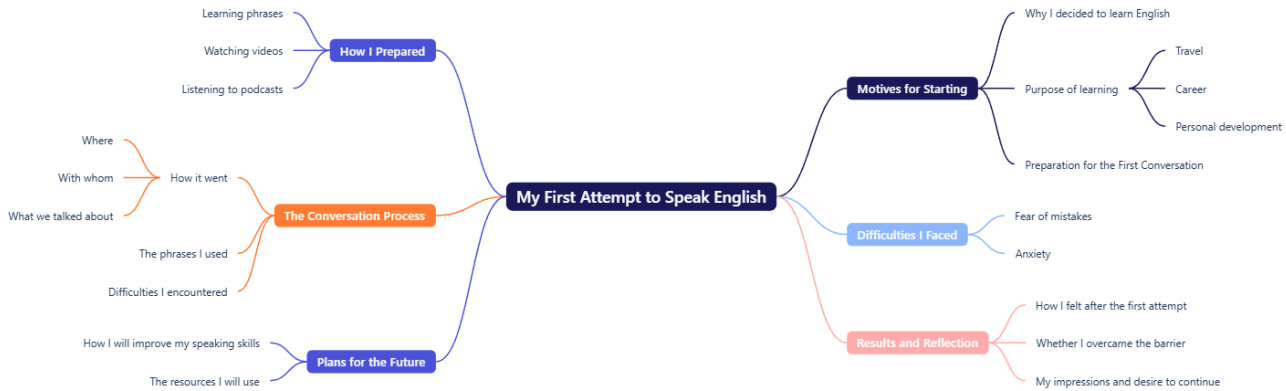 My First Attempt to Speak English
Motives for Starting
Why I decided to learn English
Purpose of learning
Travel
Career
Personal development
Preparation for the First Conversation
Difficulties I Faced
Fear of mistakes
Anxiety
Results and Reflection
How I felt after the first attempt
Whether I overcame the barrier
My impressions and desire to continue
How I Prepared
Learning phrases
Watching videos
Listening to podcasts
The Conversation Process
How it went
Where
With whom
What we talked about
The phrases I used
Difficulties I encountered
Plans for the Future
How I will improve my speaking skills
The resources I will use